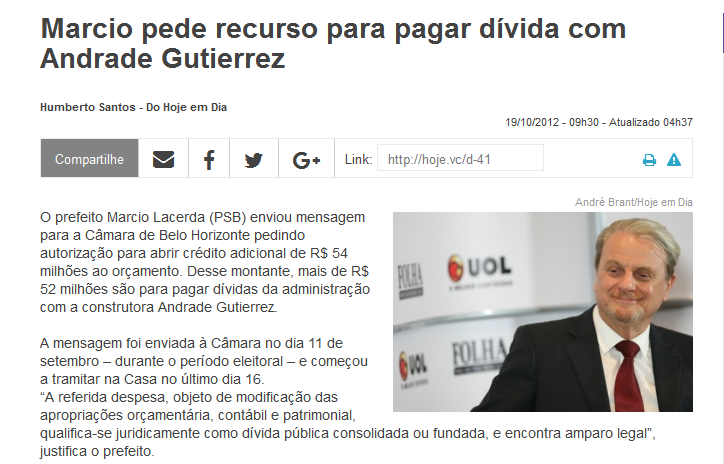 Marcio pede recurso para pagar dívida com
Andrade Gutierrez
Humberto Santos - Do Hoje em Dia
19/10/2012 - 09h30 - Atualizado 04h37
Compartilhe
Link: http://hoje.vc/d-41
André Brant/Hoje em Dia
O prefeito Marcio Lacerda (PSB) enviou mensagem
para a Câmara de Belo Horizonte pedindo
autorização para abrir crédito adicional de R$ 54
milhões ao orçamento. Desse montante, mais de R$
52 milhões são para pagar dívidas da administração
com a construtora Andrade Gutierrez.
FOLHA
UOL
UOL
FOLHA
A mensagem foi enviada à Câmara no dia 11 de
setembro – durante o período eleitoral – e começou
a tramitar na Casa no último dia 16.
“A referida despesa, objeto de modificação das
apropriações orçamentária, contábil e patrimonial,
qualifica-se juridicamente como dívida pública consolidada ou fundada, e encontra amparo legal”,
justifica o prefeito.